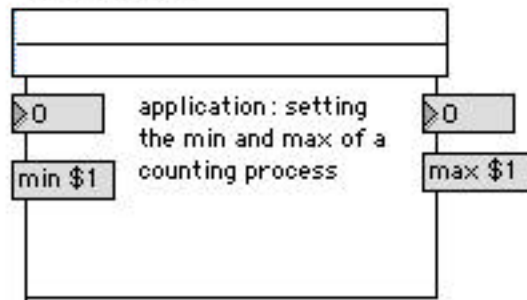 0
application: setting
the min and max of a
counting process
0
min $1
max $1